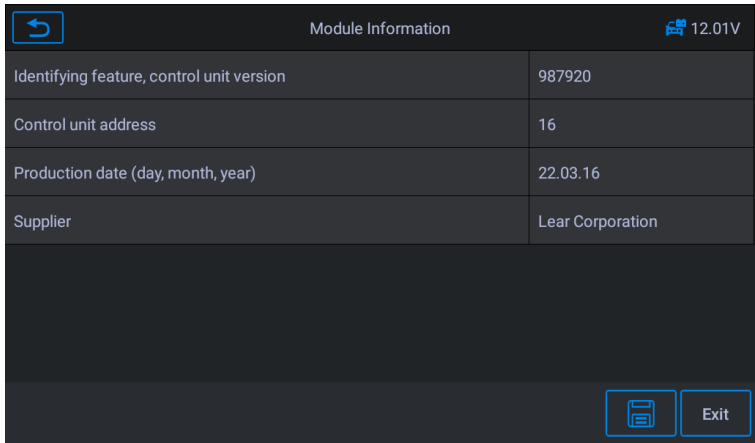 Module Information 12.01V
Identifying feature, control unit version 987920
Control unit address 16
Production date (day, month, year) 22.03.16
Supplier Lear Corporation
Exit